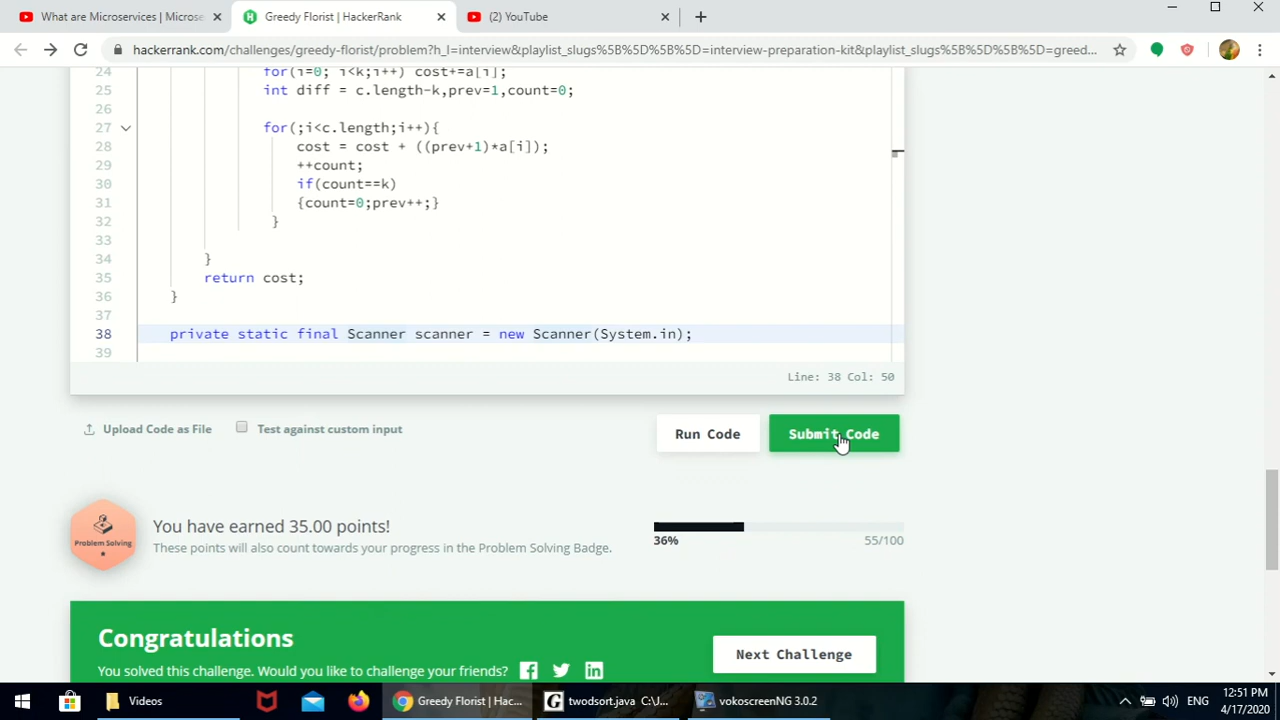 What are Microservices | Microse
Greedy Florist | HackerRank
(2) YouTube
hackerrank.com/challenges/greedy-florist/problem?h_l=interview&playlist_slugs%5B%5D%5B%5D=interview-preparation-kit&playlist_slugs%5B%5D%5B%5D=greed...
24 for(i=0; i<k;i++) cost+=a[i];
25 int diff = c.length-k,prev=1,count=0;
26
27 for(;i<c.length;i++){
28 cost = cost + ((prev+1)*a[i]);
29 ++count;
30 if(count==k)
31 {count=0;prev++;}
32 }
33
34 }
35 return cost;
36 }
37
38 private static final Scanner scanner = new Scanner(System.in);
39
Line: 38 Col: 50
Upload Code as File
Test against custom input
Run Code
Submit Code
Problem Solving
You have earned 35.00 points!
These points will also count towards your progress in the Problem Solving Badge.
36%
55/100
Congratulations
You solved this challenge. Would you like to challenge your friends?
Next Challenge
Videos
Greedy Florist | Hac...
twodsort.java C:\J...
vokoscreenNG 3.0.2
ENG
12:51 PM
4/17/2020